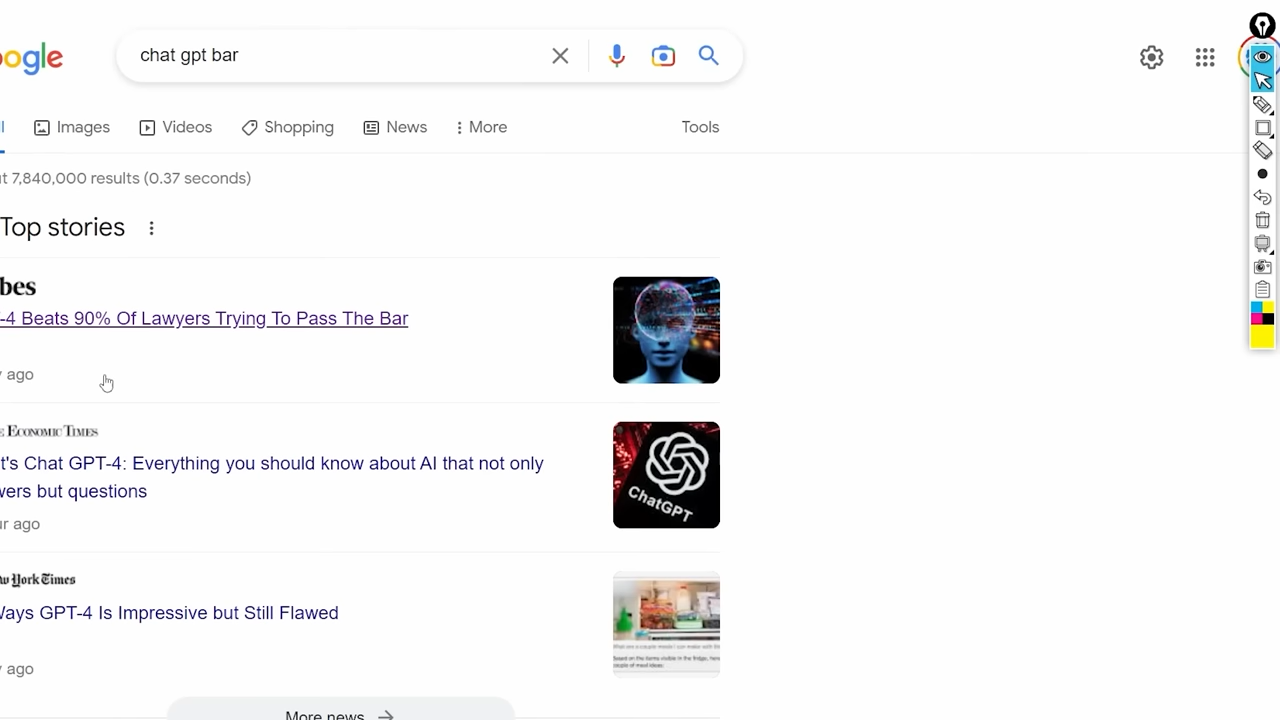 ogle
chat gpt bar
Images
Videos
Shopping
News
More
Tools
7,840,000 results (0.37 seconds)
Top stories
bes
-4 Beats 90% Of Lawyers Trying To Pass The Bar
ago
Economic Times
t's Chat GPT-4: Everything you should know about AI that not only
wers but questions
ChatGPT
ago
York Times
Ways GPT-4 Is Impressive but Still Flawed
ago
More news